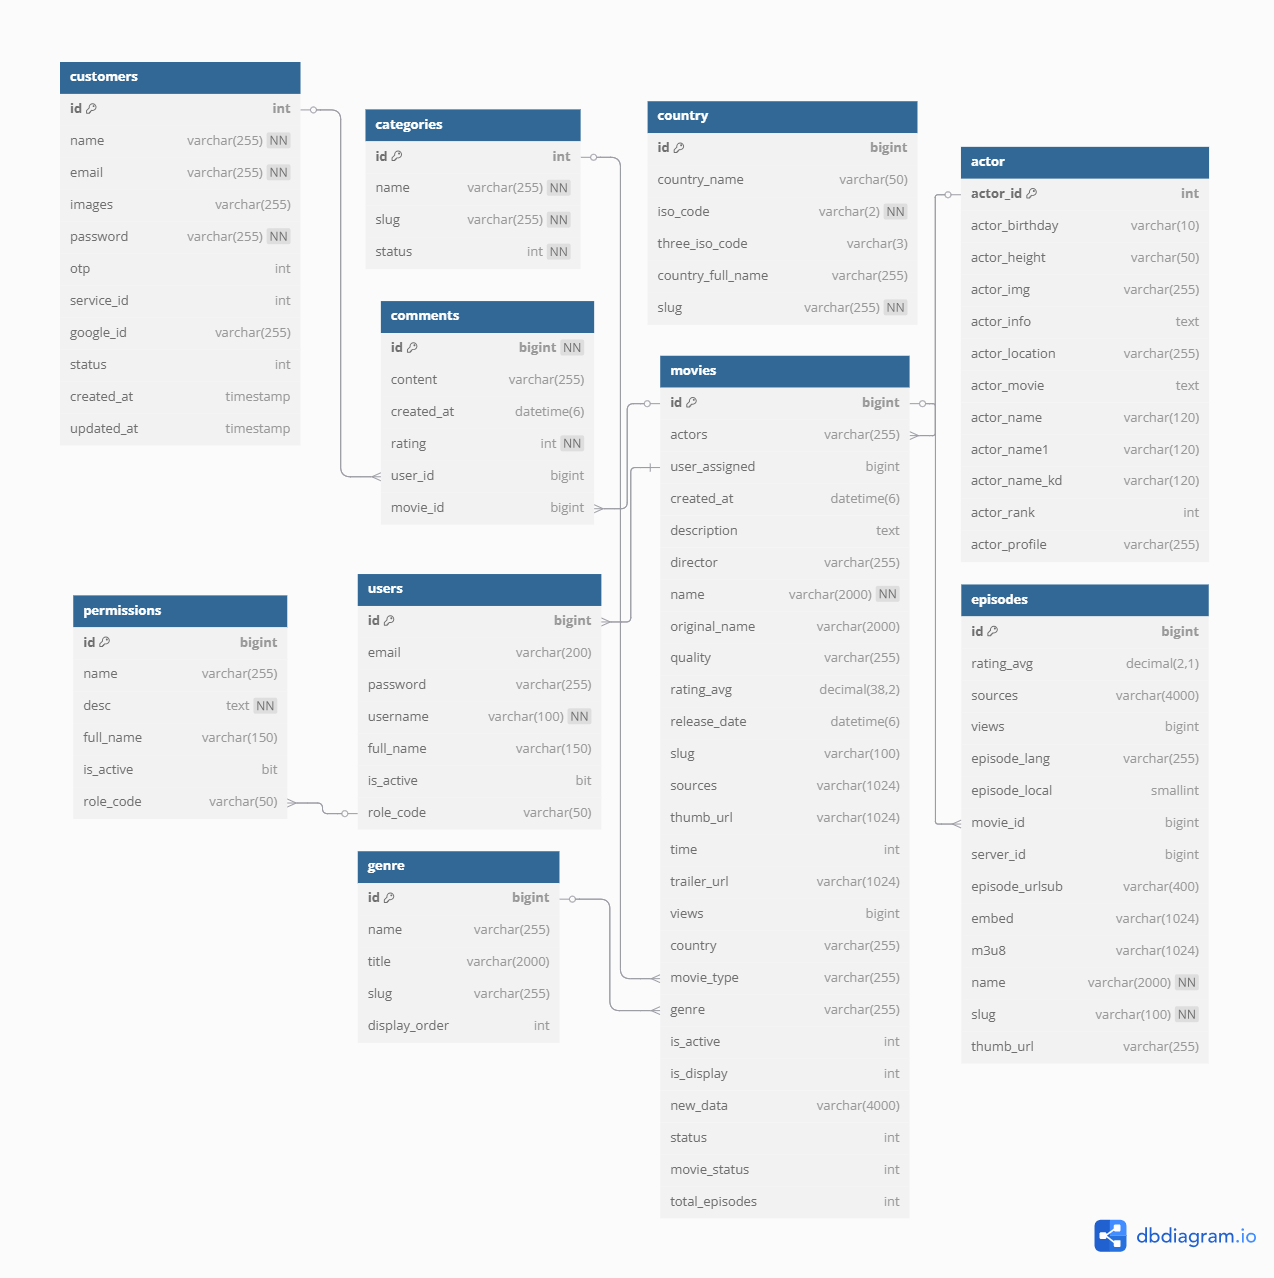 customers
id int
name varchar(255) NN
email varchar(255) NN
images varchar(255)
password varchar(255) NN
otp int
service_id int
google_id varchar(255)
status int
created_at timestamp
updated_at timestamp
categories
id int
name varchar(255) NN
slug varchar(255) NN
status int NN
comments
id bigint NN
content varchar(255)
created_at datetime(6)
rating int NN
user_id bigint
movie_id bigint
country
id bigint
country_name varchar(50)
iso_code varchar(2) NN
three_iso_code varchar(3)
country_full_name varchar(255)
slug varchar(255) NN
actor
actor_id int
actor_birthday varchar(10)
actor_height varchar(50)
actor_img varchar(255)
actor_info text
actor_location varchar(255)
actor_movie text
actor_name varchar(120)
actor_name1 varchar(120)
actor_name_kd varchar(120)
actor_rank int
actor_profile varchar(255)
movies
id bigint
actors varchar(255)
user_assigned bigint
created_at datetime(6)
description text
director varchar(255)
name varchar(2000) NN
original_name varchar(2000)
quality varchar(255)
rating_avg decimal(38,2)
release_date datetime(6)
slug varchar(100)
sources varchar(1024)
thumb_url varchar(1024)
time int
trailer_url varchar(1024)
views bigint
country varchar(255)
movie_type varchar(255)
genre varchar(255)
is_active int
is_display int
new_data varchar(4000)
status int
movie_status int
total_episodes int
permissions
id bigint
name varchar(255)
desc text NN
full_name varchar(150)
is_active bit
role_code varchar(50)
users
id bigint
email varchar(200)
password varchar(255)
username varchar(100) NN
full_name varchar(150)
is_active bit
role_code varchar(50)
genre
id bigint
name varchar(255)
title varchar(2000)
slug varchar(255)
display_order int
episodes
id bigint
rating_avg decimal(2,1)
sources varchar(4000)
views bigint
episode_lang varchar(255)
episode_local smallint
movie_id bigint
server_id bigint
episode_urlsub varchar(400)
embed varchar(1024)
m3u8 varchar(1024)
name varchar(2000) NN
slug varchar(100) NN
thumb_url varchar(255)
dbdiagram.io